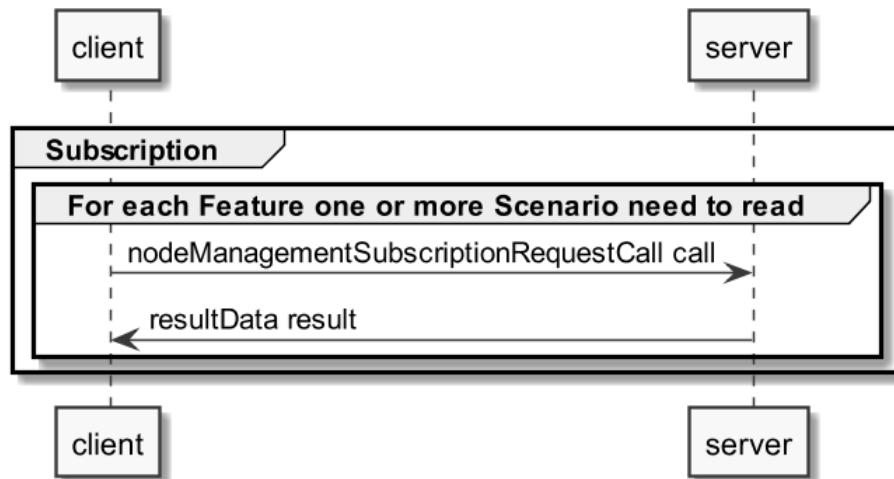 client server
Subscription
For each Feature one or more Scenario need to read
nodeManagementSubscriptionRequestCall call
resultData result
client server